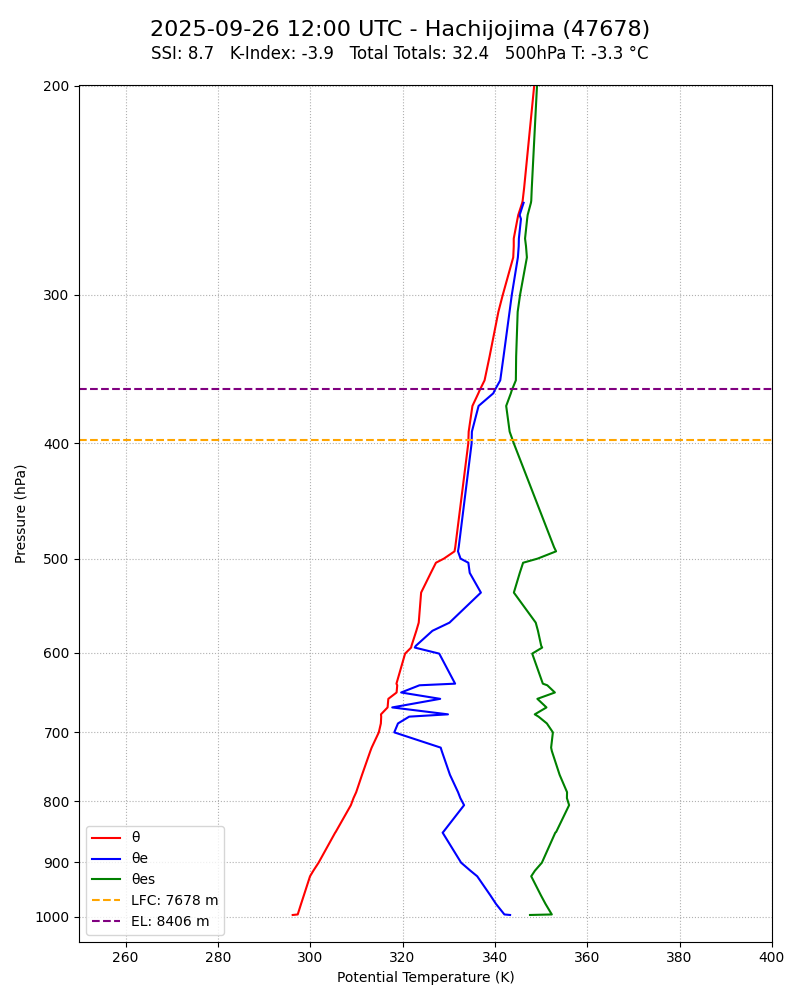 2025-09-26 12:00 UTC - Hachijojima (47678)
SSI: 8.7   K-Index: -3.9   Total Totals: 32.4   500hPa T: -3.3 °C
200
300
400
500
600
700
800
900
1000
Pressure (hPa)
θ
θe
θes
LFC: 7678 m
EL: 8406 m
260 280 300 320 340 360 380 400
Potential Temperature (K)